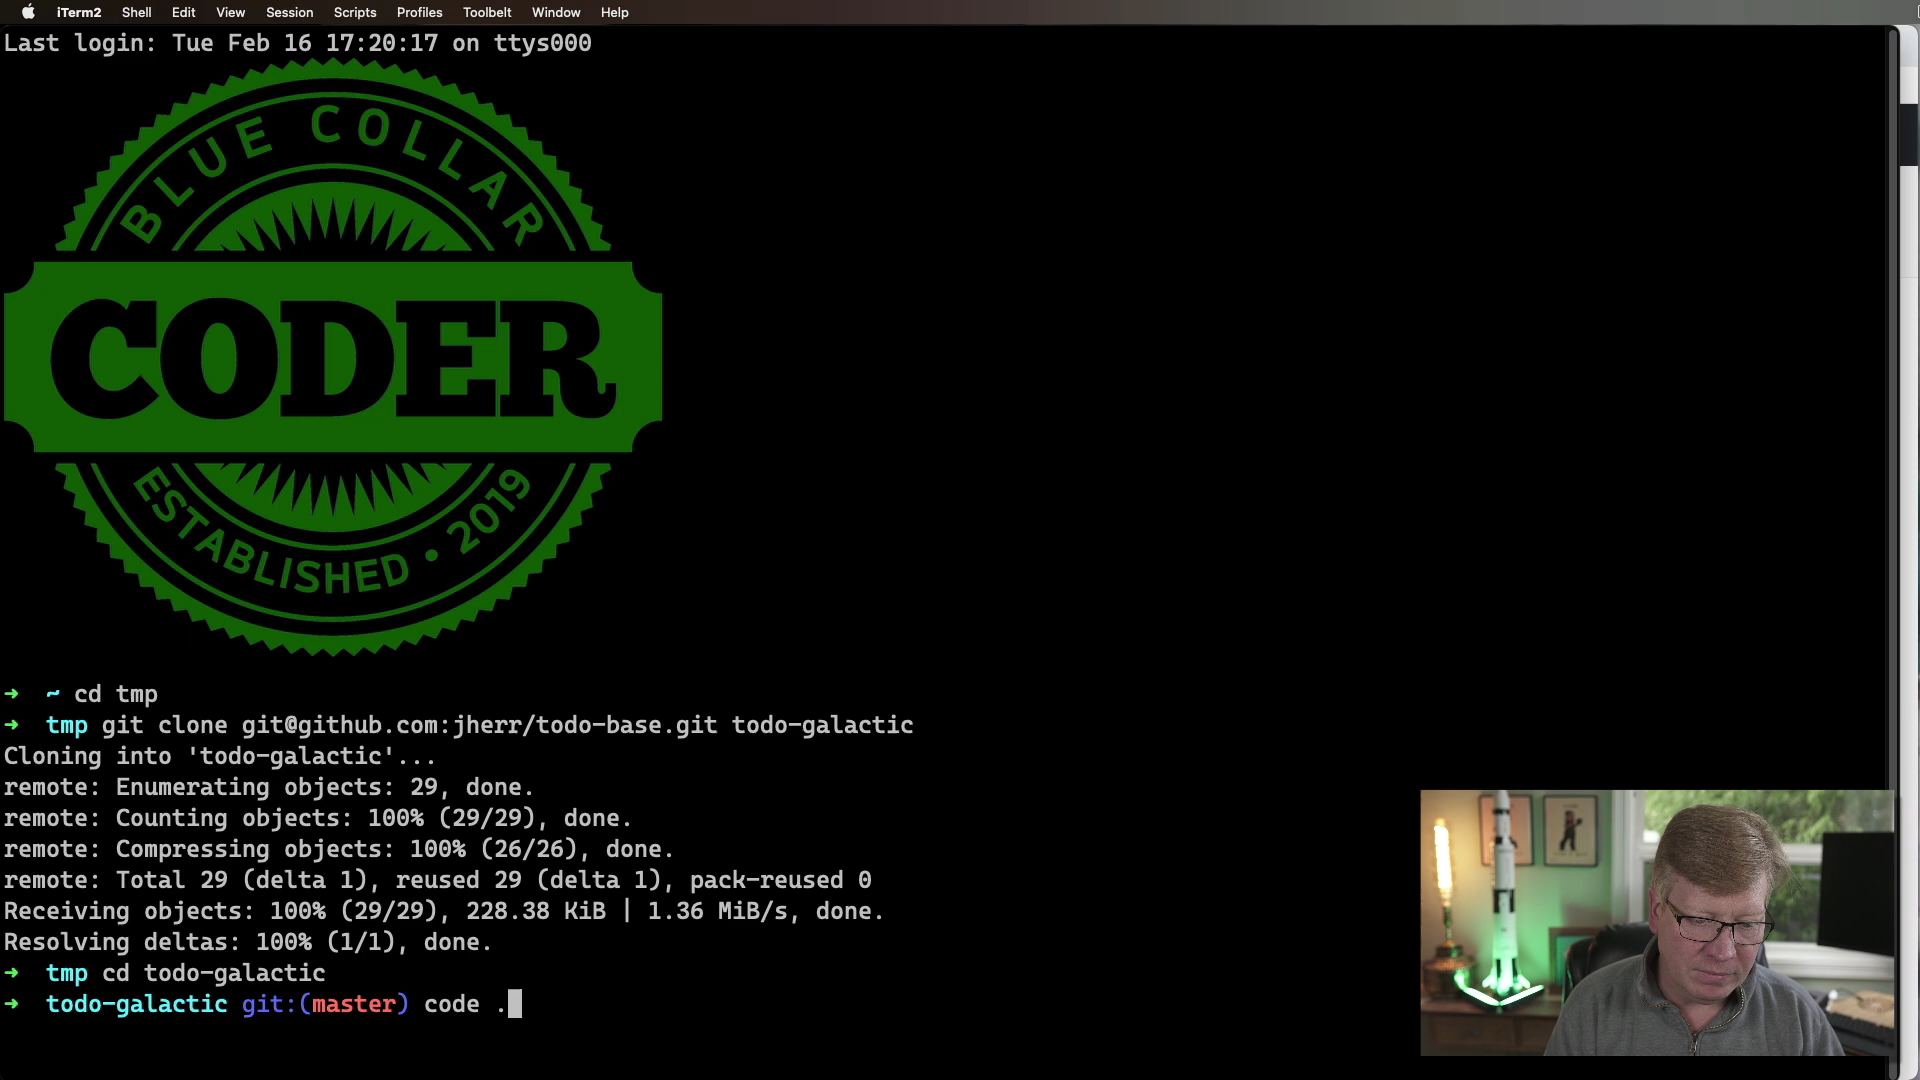 iTerm2 Shell Edit View Session Scripts Profiles Toolbelt Window Help
Last login: Tue Feb 16 17:20:17 on ttys000
BLUE COLLAR
CODER
ESTABLISHED • 2019
➜ ~ cd tmp
➜ tmp git clone git@github.com:jherr/todo-base.git todo-galactic
Cloning into 'todo-galactic'...
remote: Enumerating objects: 29, done.
remote: Counting objects: 100% (29/29), done.
remote: Compressing objects: 100% (26/26), done.
remote: Total 29 (delta 1), reused 29 (delta 1), pack-reused 0
Receiving objects: 100% (29/29), 228.38 KiB | 1.36 MiB/s, done.
Resolving deltas: 100% (1/1), done.
➜ tmp cd todo-galactic
➜ todo-galactic git:(master) code .